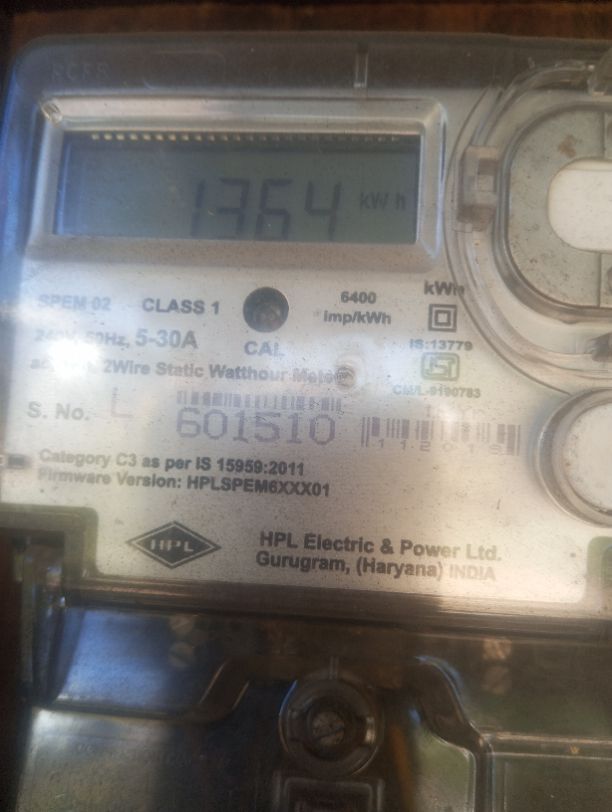 1364 kWh
SPEM 02 CLASS 1
6400 imp/kWh
kWh
240V, 50Hz, 5-30A
CAL
IS:13779
2Wire Static Watthour Meter
CM/L-9190783
S. No. L 601510
112019
Category C3 as per IS 15959:2011
Firmware Version: HPLSPEM6XXX01
HPL
HPL Electric & Power Ltd.
Gurugram, (Haryana) INDIA